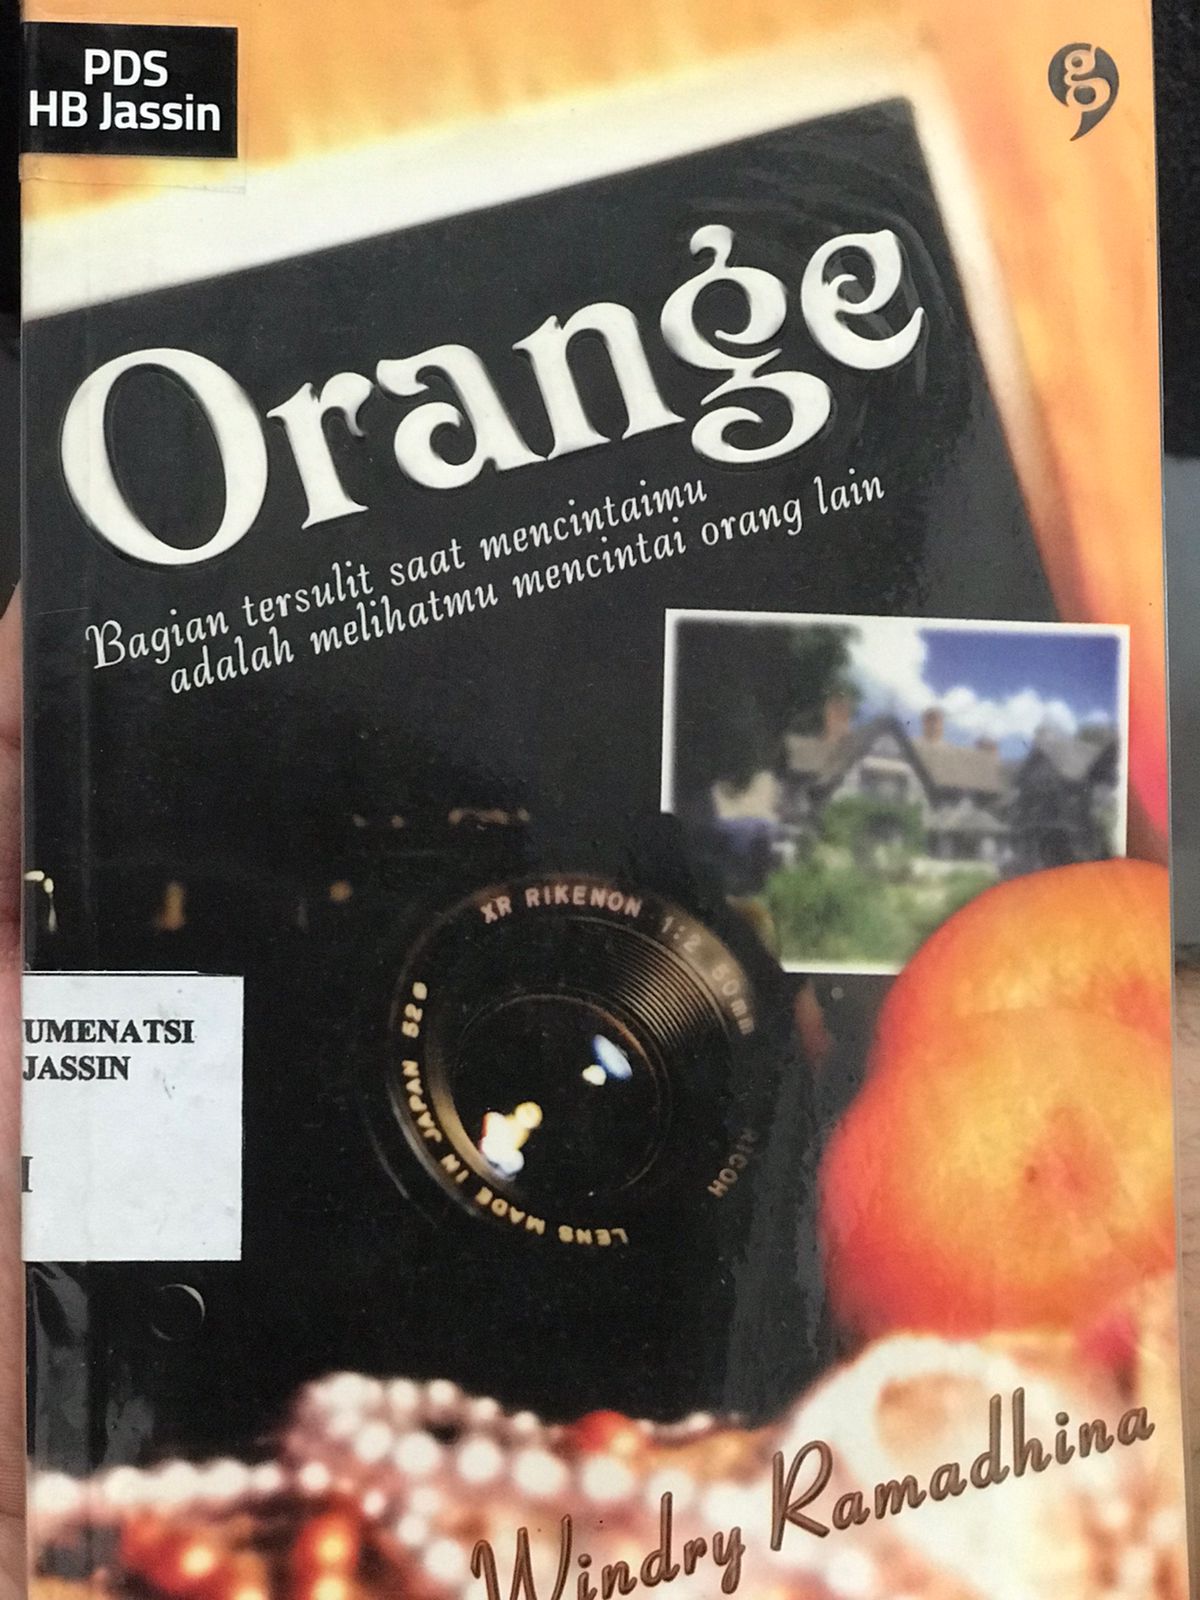 PDS
HB Jassin
Orange
Bagian tersulit saat mencintaimu
adalah melihatmu mencintai orang lain
XR RIKENON 1:2 50mm
RICOH
LENS MADE IN JAPAN 52ø
UMENATSI
JASSIN
I
Windry Ramadhina